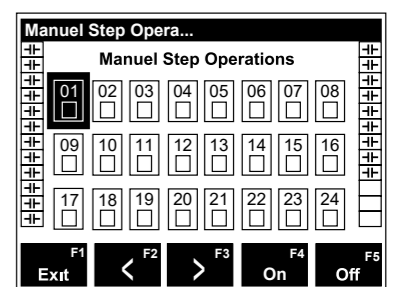 Manuel Step Opera...
Manuel Step Operations
01 02 03 04 05 06 07 08
09 10 11 12 13 14 15 16
17 18 19 20 21 22 23 24
F1 F2 F3 F4 F5
Exıt < > On Off